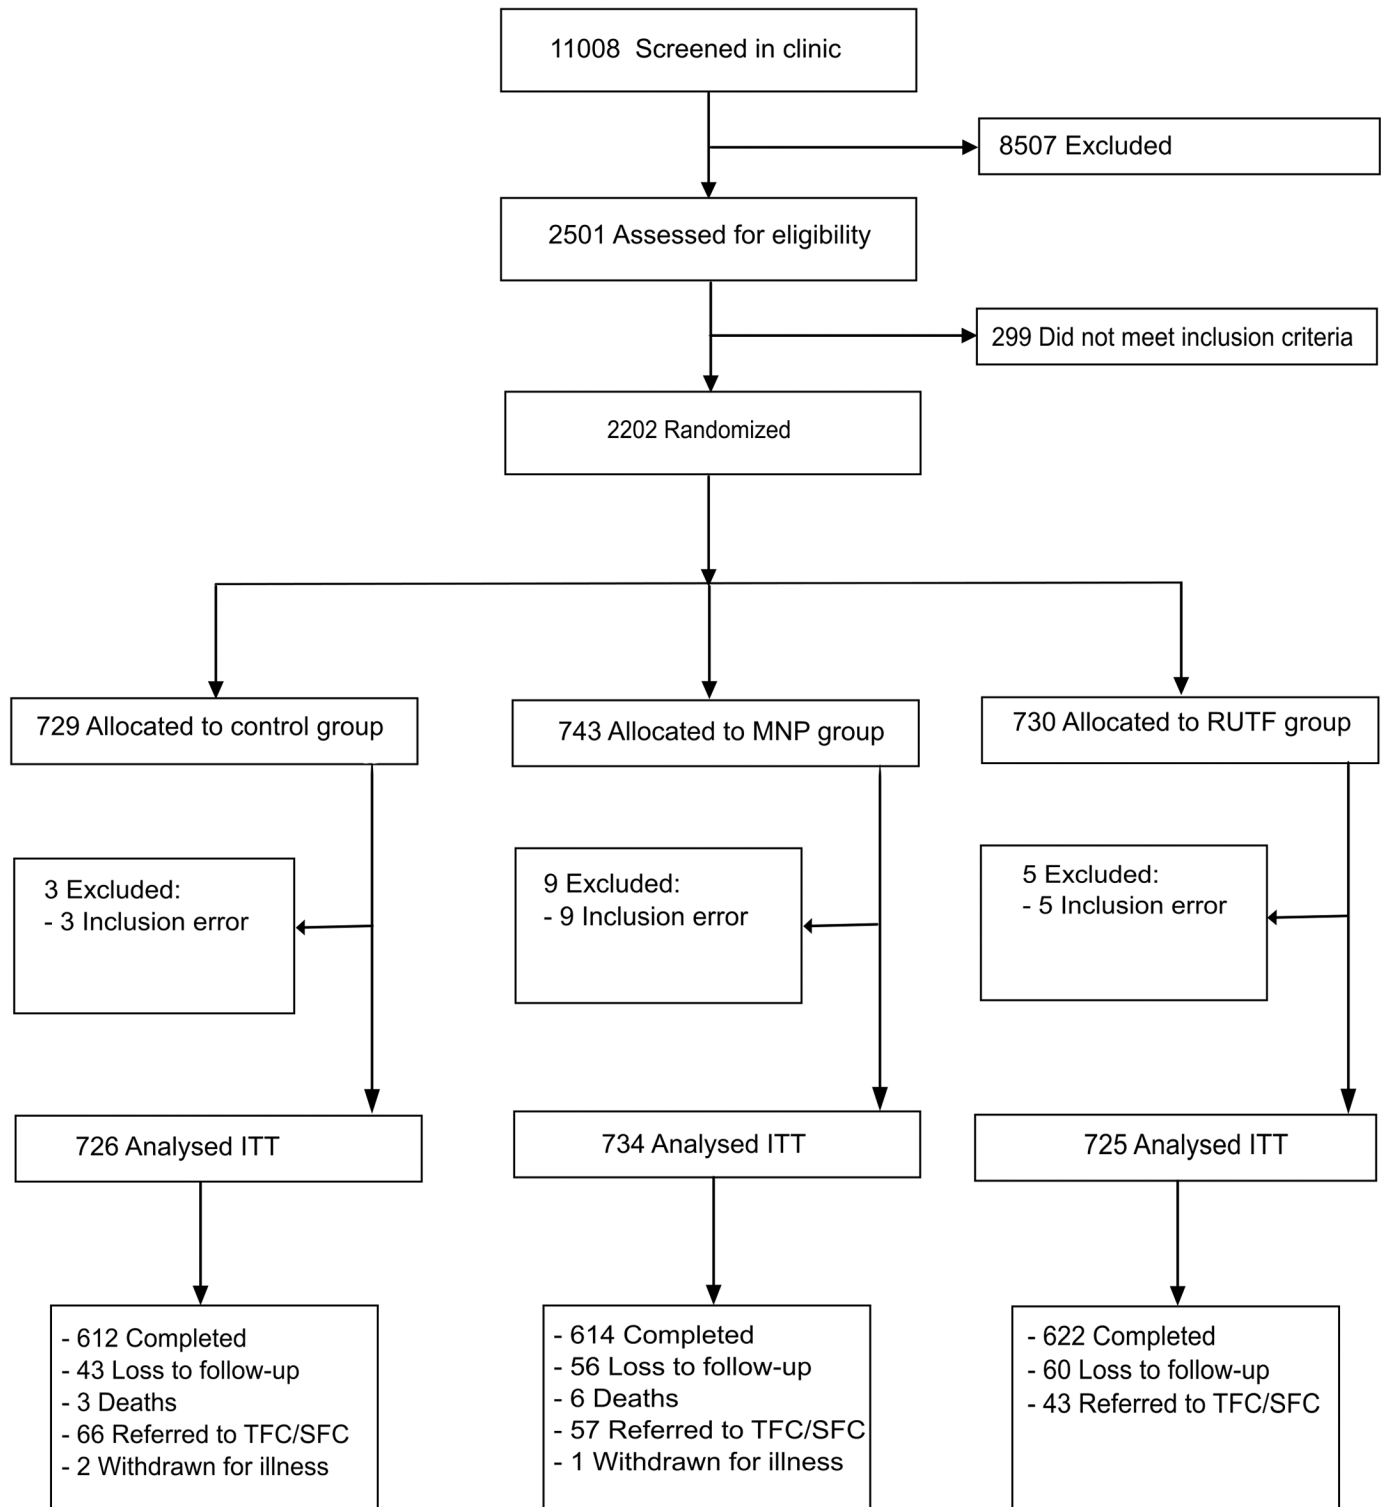 11008 Screened in clinic
8507 Excluded
2501 Assessed for eligibility
299 Did not meet inclusion criteria
2202 Randomized
729 Allocated to control group
743 Allocated to MNP group
730 Allocated to RUTF group
3 Excluded:
- 3 Inclusion error
9 Excluded:
- 9 Inclusion error
5 Excluded:
- 5 Inclusion error
726 Analysed ITT
734 Analysed ITT
725 Analysed ITT
- 612 Completed
- 43 Loss to follow-up
- 3 Deaths
- 66 Referred to TFC/SFC
- 2 Withdrawn for illness
- 614 Completed
- 56 Loss to follow-up
- 6 Deaths
- 57 Referred to TFC/SFC
- 1 Withdrawn for illness
- 622 Completed
- 60 Loss to follow-up
- 43 Referred to TFC/SFC